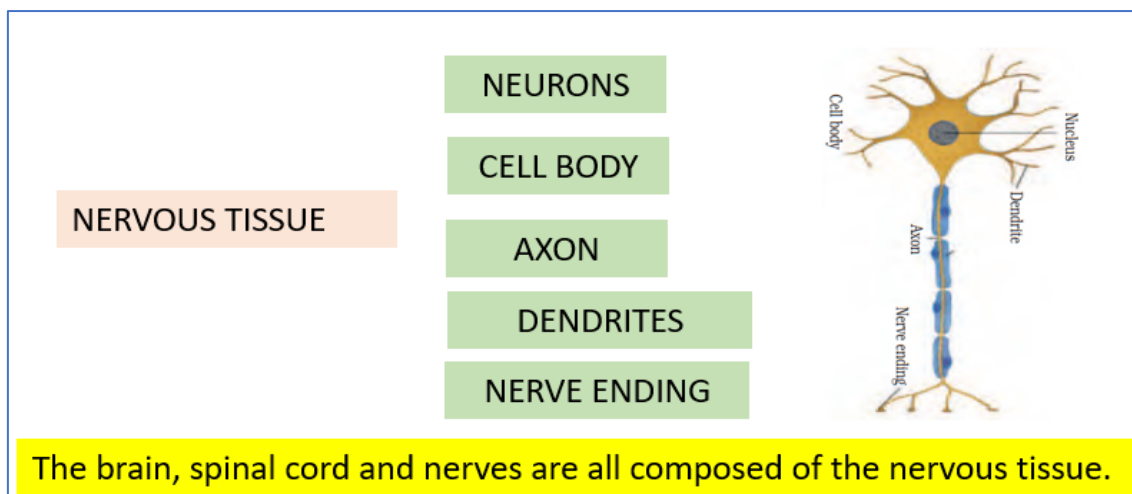 NERVOUS TISSUE
NEURONS
CELL BODY
AXON
DENDRITES
NERVE ENDING
Cell body
Nucleus
Dendrite
Axon
Nerve ending
The brain, spinal cord and nerves are all composed of the nervous tissue.